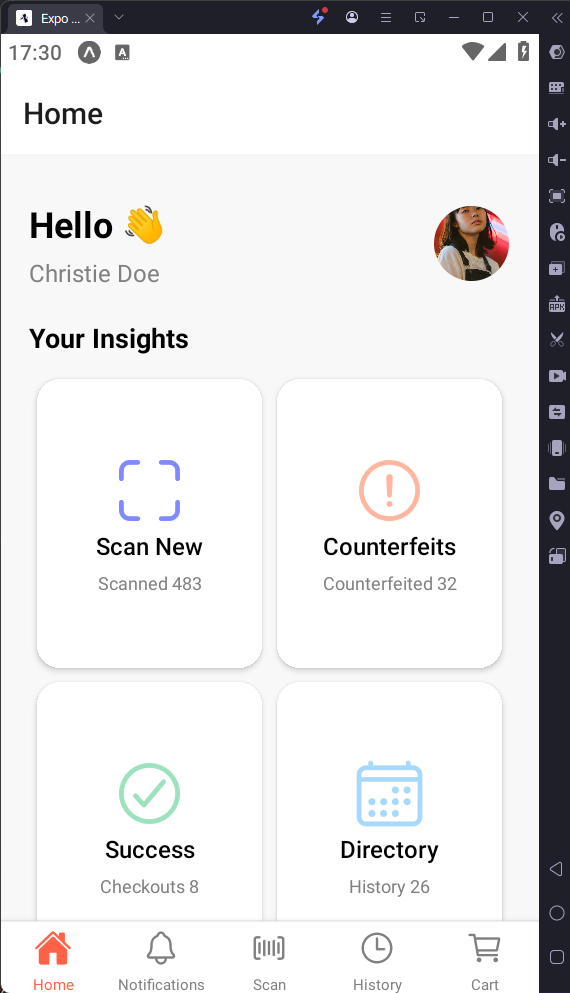 Expo ...
17:30
A
Home
Hello 👋
Christie Doe
Your Insights
Scan New
Scanned 483
Counterfeits
Counterfeited 32
Success
Checkouts 8
Directory
History 26
Home
Notifications
Scan
History
Cart
APK